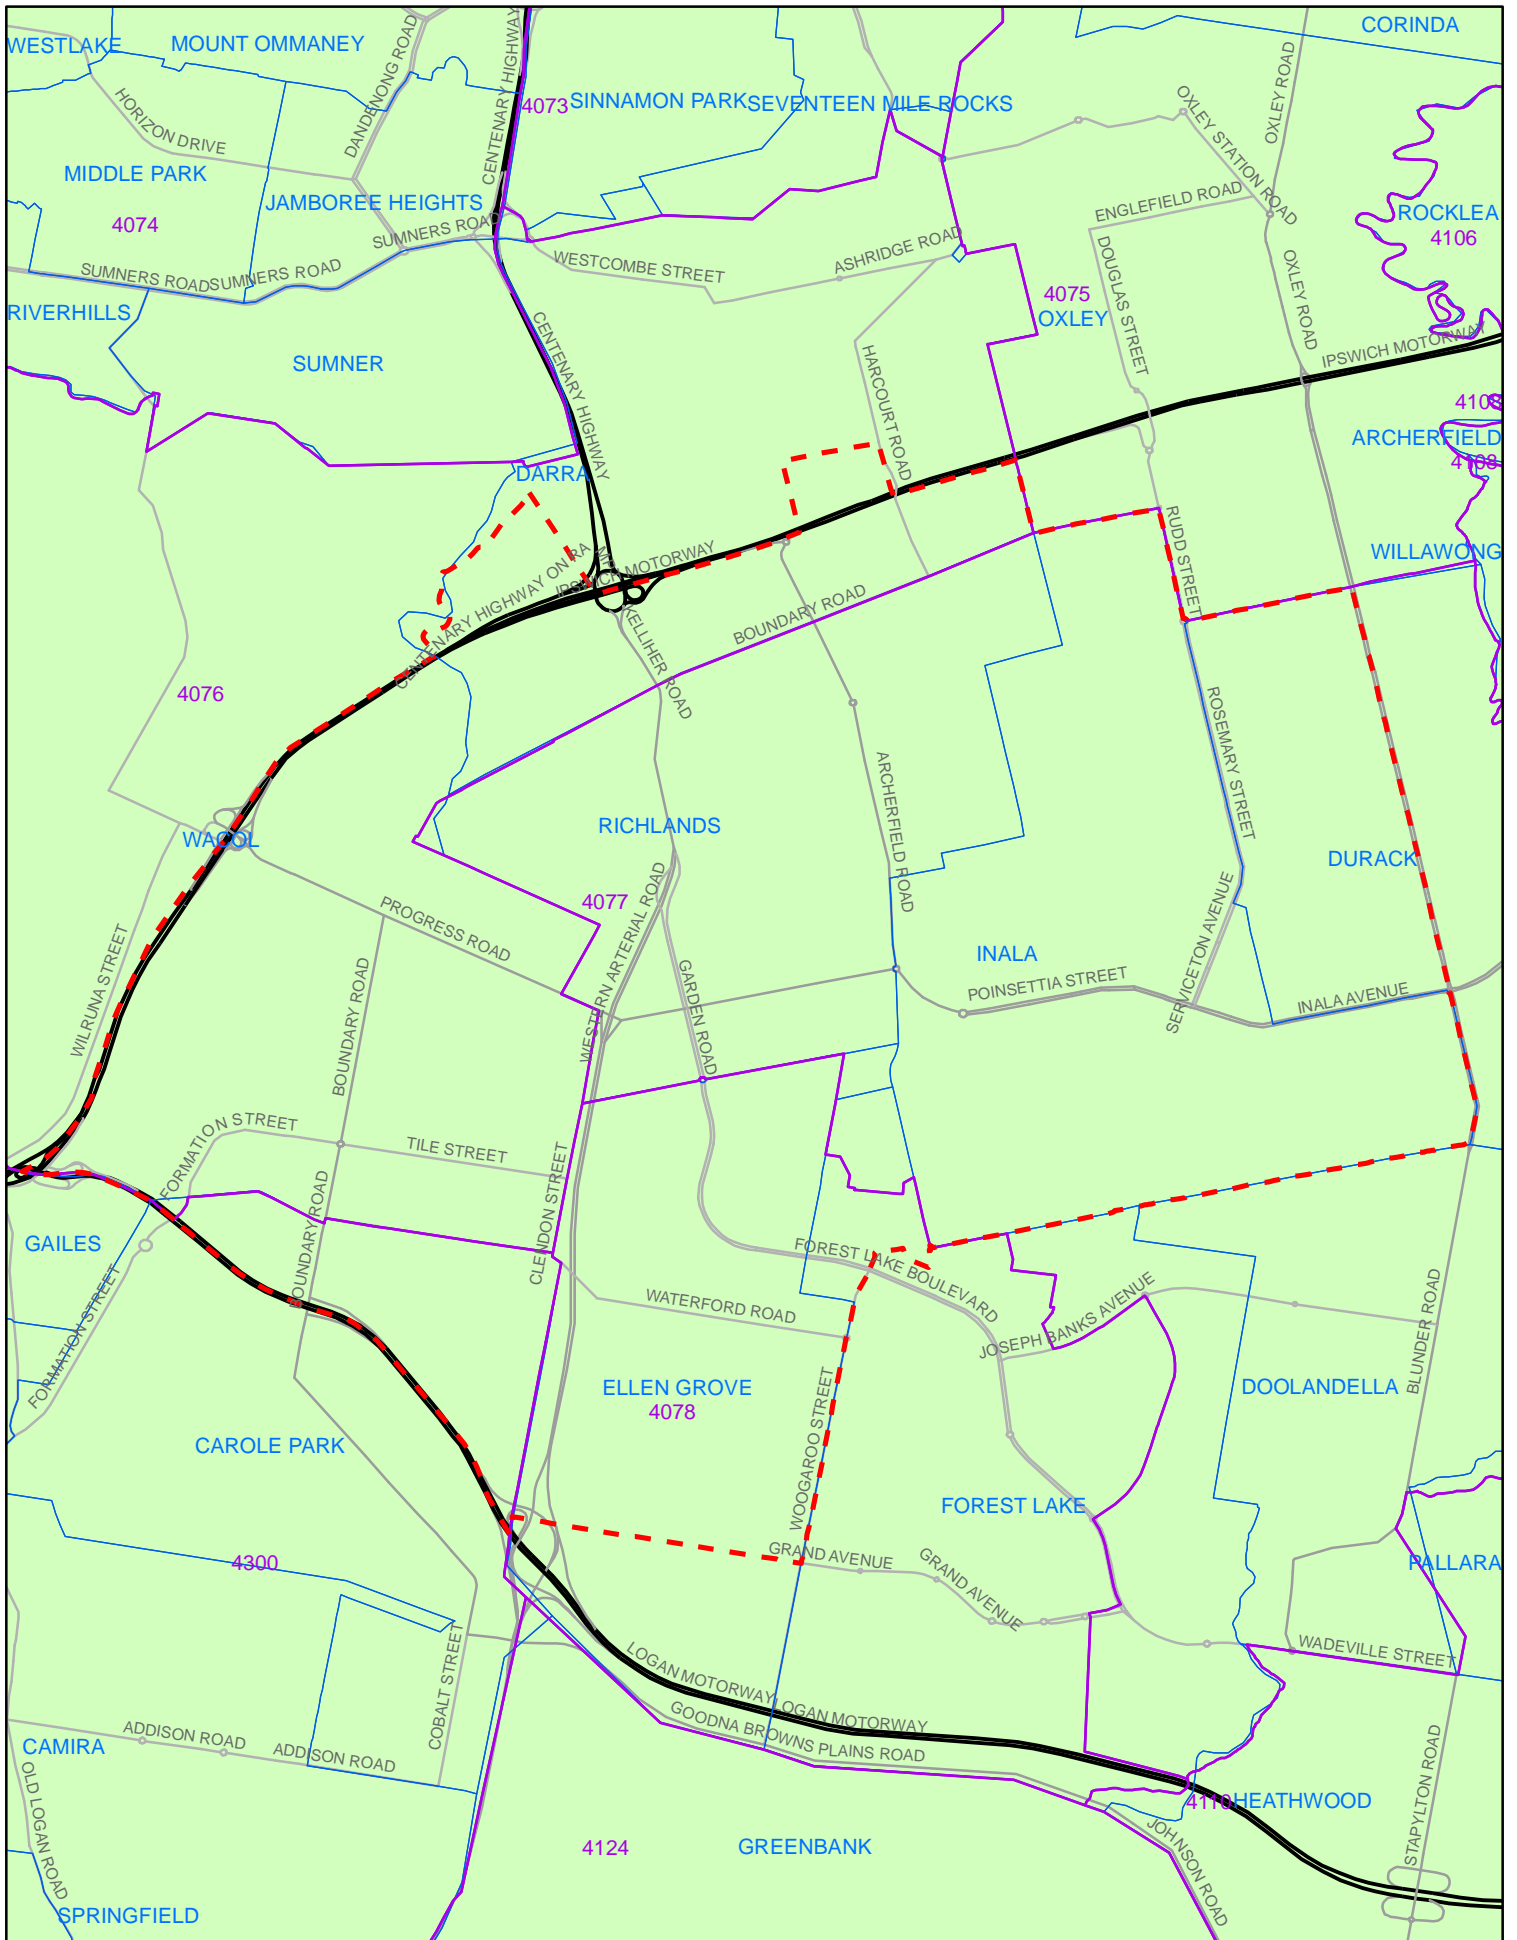 CORINDA
WESTLAKE
MOUNT OMMANEY
DANDENONG ROAD
CENTENARY HIGHWAY
OXLEY ROAD
4073
SINNAMON PARK
SEVENTEEN MILE ROCKS
HORIZON DRIVE
OXLEY STATION ROAD
CENTENARY HIGHWAY
MIDDLE PARK
JAMBOREE HEIGHTS
4074
SUMNERS ROAD
ENGLEFIELD ROAD
ROCKLEA
4106
SUMNERS ROAD
SUMNERS ROAD
WESTCOMBE STREET
ASHRIDGE ROAD
DOUGLAS STREET
OXLEY ROAD
4075
OXLEY
RIVERHILLS
SUMNER
CENTENARY HIGHWAY
HARCOURT ROAD
IPSWICH MOTORWAY
4108
ARCHERFIELD
4108
DARRA
RUDD STREET
WILLAWONG
CENTENARY HIGHWAY ON RAMP
IPSWICH MOTORWAY
BOUNDARY ROAD
KELLIHER ROAD
4076
ROSEMARY STREET
ARCHERFIELD ROAD
RICHLANDS
WACOL
DURACK
4077
WESTERN ARTERIAL ROAD
PROGRESS ROAD
SERVICETON AVENUE
INALA
WILRUNA STREET
BOUNDARY ROAD
GARDEN ROAD
POINSETTIA STREET
INALA AVENUE
FORMATION STREET
TILE STREET
CLENDON STREET
GAILES
BOUNDARY ROAD
FOREST LAKE BOULEVARD
WATERFORD ROAD
JOSEPH BANKS AVENUE
BLUNDER ROAD
FORMATION STREET
ELLEN GROVE
4078
WOOGAROO STREET
DOOLANDELLA
CAROLE PARK
FOREST LAKE
4300
GRAND AVENUE
GRAND AVENUE
PALLARA
COBALT STREET
LOGAN MOTORWAY
LOGAN MOTORWAY
WADEVILLE STREET
GOODNA BROWNS PLAINS ROAD
ADDISON ROAD
ADDISON ROAD
CAMIRA
OLD LOGAN ROAD
STAPYLTON ROAD
4110
HEATHWOOD
4124
GREENBANK
JOHNSON ROAD
SPRINGFIELD